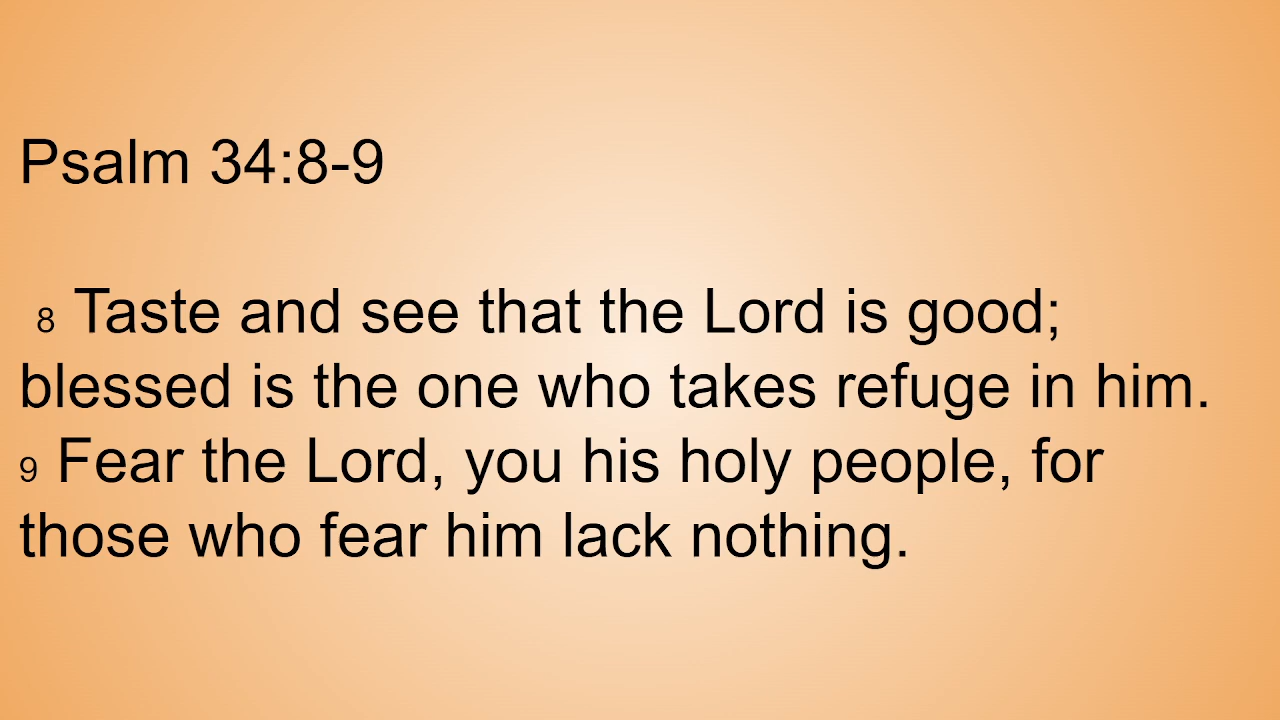 Psalm 34:8-9
8 Taste and see that the Lord is good;
blessed is the one who takes refuge in him.
9 Fear the Lord, you his holy people, for
those who fear him lack nothing.